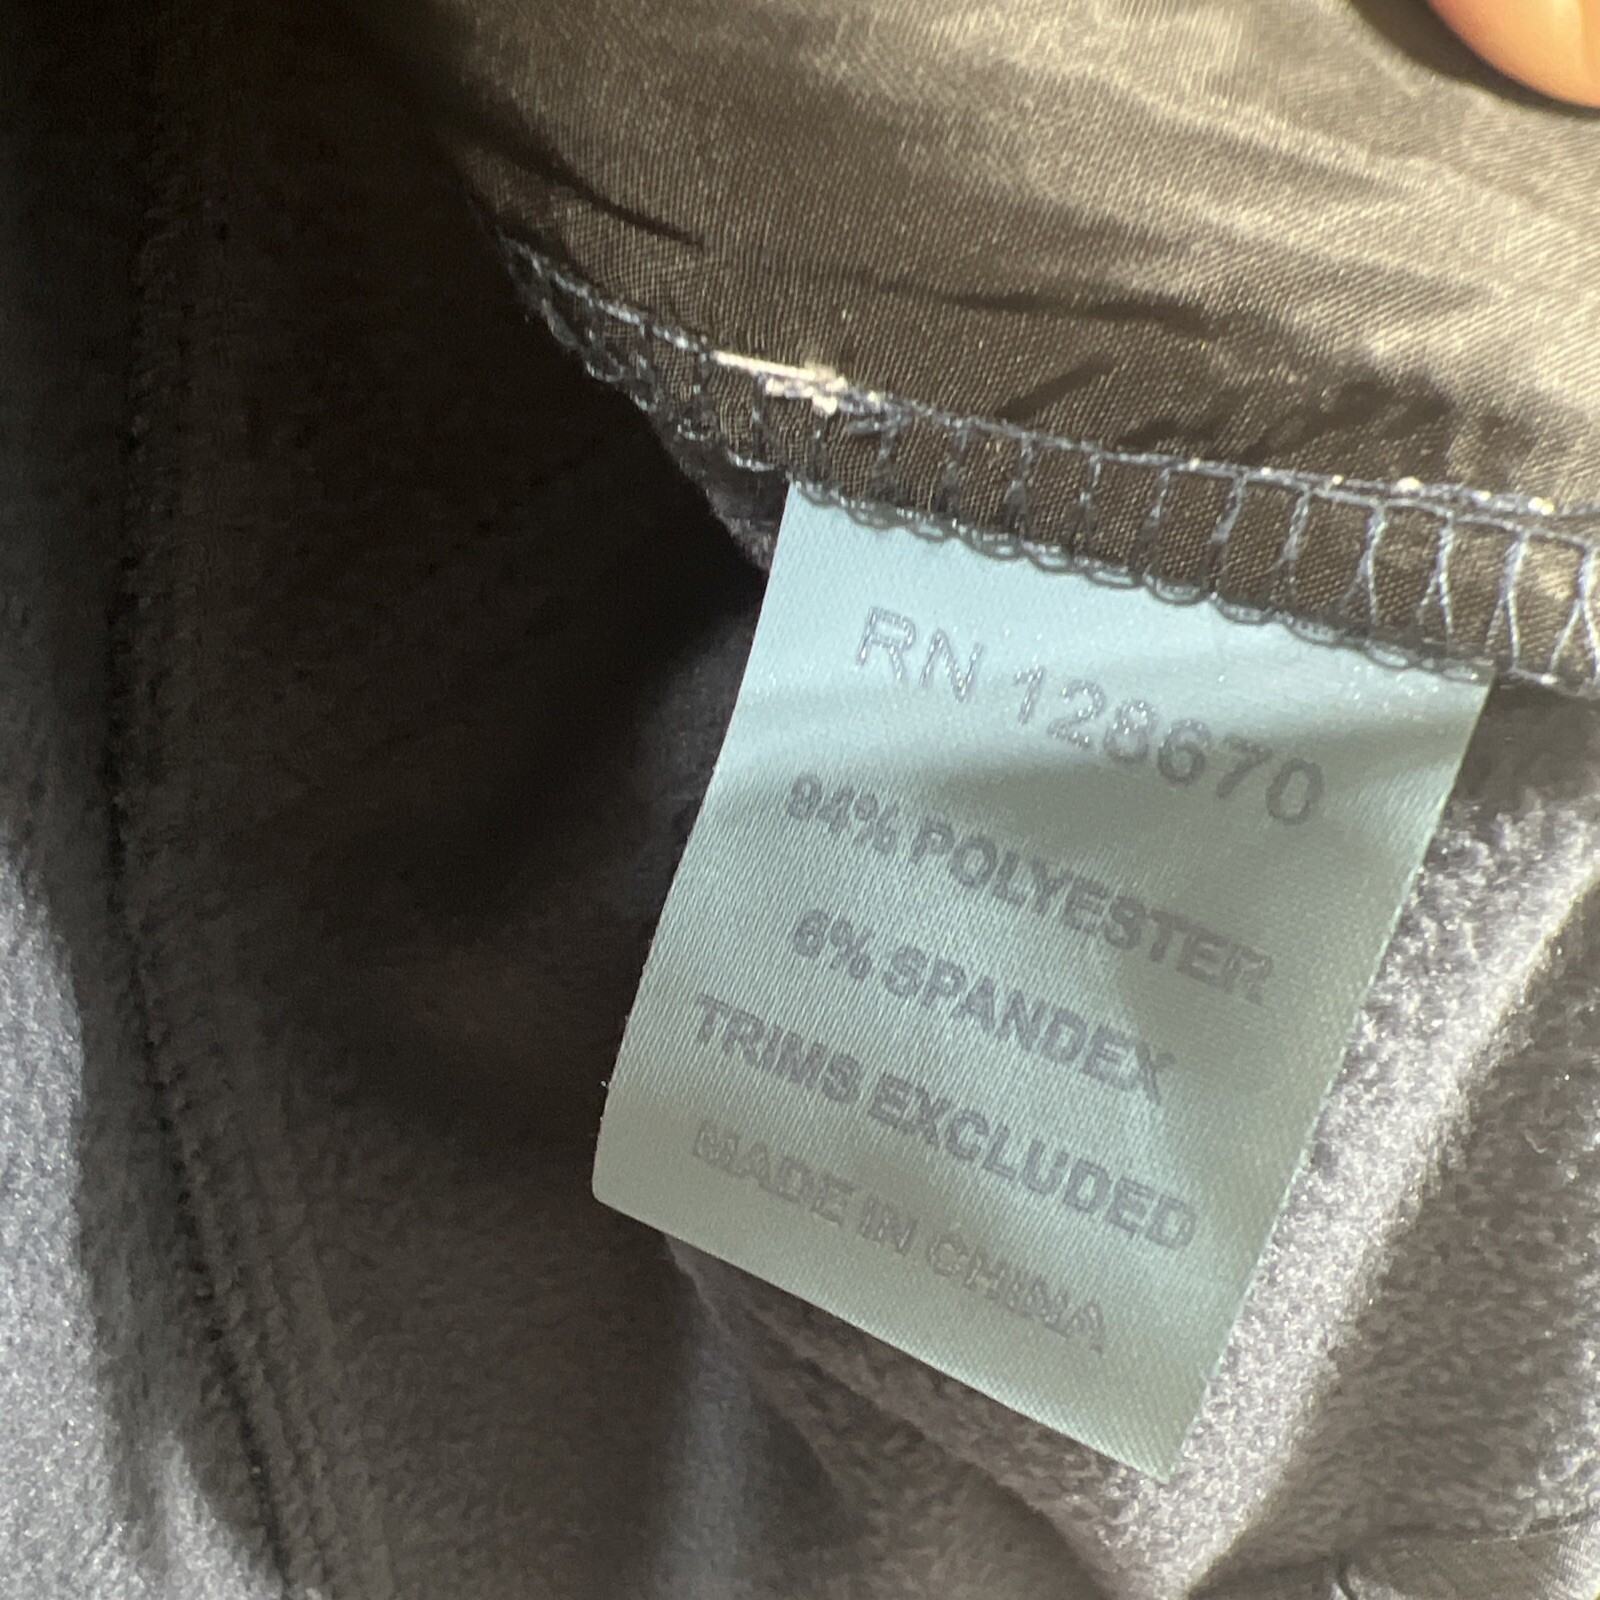 RN 128670
94% POLYESTER
6% SPANDEX
TRIMS EXCLUDED
MADE IN CHINA